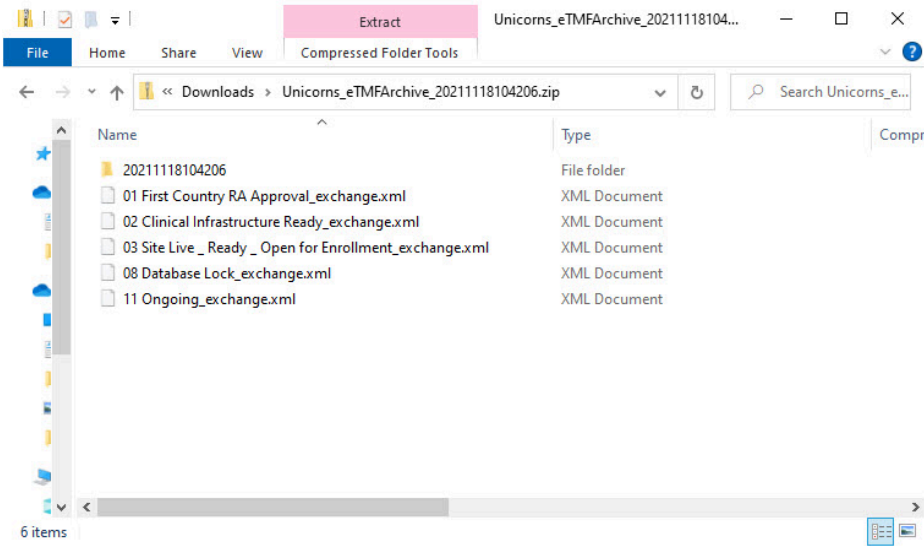 Extract
Unicorns_eTMFArchive_20211118104...
File
Home
Share
View
Compressed Folder Tools
« Downloads › Unicorns_eTMFArchive_20211118104206.zip
Search Unicorns_e...
Name
Type
Compr
20211118104206
File folder
01 First Country RA Approval_exchange.xml
XML Document
02 Clinical Infrastructure Ready_exchange.xml
XML Document
03 Site Live _ Ready _ Open for Enrollment_exchange.xml
XML Document
08 Database Lock_exchange.xml
XML Document
11 Ongoing_exchange.xml
XML Document
6 items